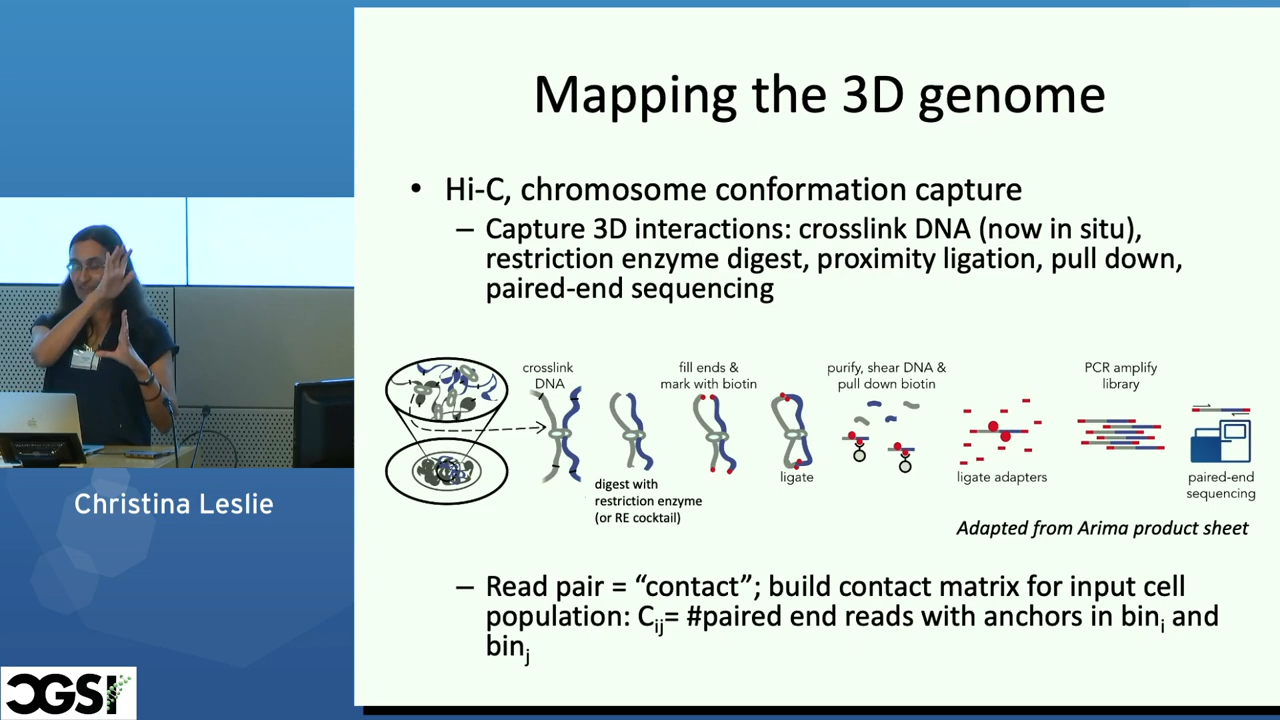 Mapping the 3D genome
• Hi-C, chromosome conformation capture
– Capture 3D interactions: crosslink DNA (now in situ),
restriction enzyme digest, proximity ligation, pull down,
paired-end sequencing
crosslink
DNA
fill ends &
mark with biotin
purify, shear DNA &
pull down biotin
PCR amplify
library
digest with
restriction enzyme
(or RE cocktail)
ligate
ligate adapters
paired-end
sequencing
Adapted from Arima product sheet
– Read pair = “contact”; build contact matrix for input cell
population: Cij= #paired end reads with anchors in bini and
binj
Christina Leslie
CGSI